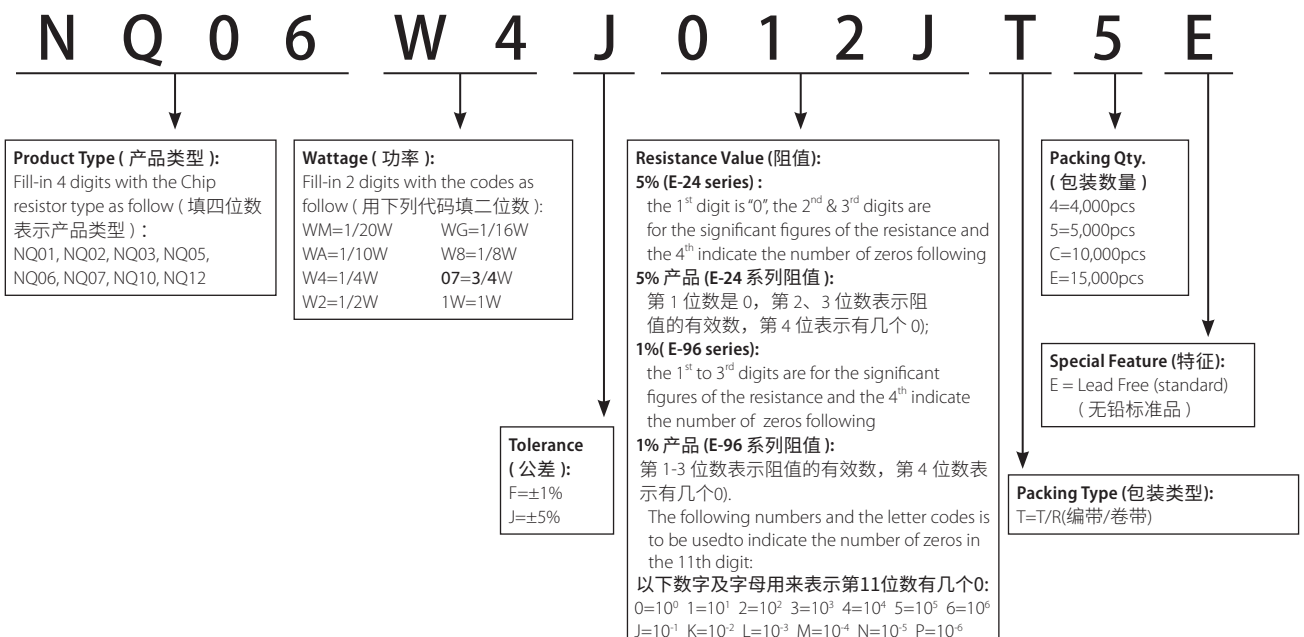 N Q 0 6 W 4 J 0 1 2 J T 5 E
Product Type ( 产品类型 ):
Fill-in 4 digits with the Chip
resistor type as follow ( 填四位数
表示产品类型 ) :
NQ01, NQ02, NQ03, NQ05,
NQ06, NQ07, NQ10, NQ12
Wattage ( 功率 ):
Fill-in 2 digits with the codes as
follow ( 用下列代码填二位数 ):
WM=1/20W WG=1/16W
WA=1/10W W8=1/8W
W4=1/4W 07=3/4W
W2=1/2W 1W=1W
Tolerance
( 公差 ):
F=±1%
J=±5%
Resistance Value (阻值):
5% (E-24 series) :
the 1st digit is “0”, the 2nd & 3rd digits are
for the significant figures of the resistance and
the 4th indicate the number of zeros following
5% 产品 (E-24 系列阻值 ):
第 1 位数是 0，第 2、3 位数表示阻
值的有效数，第 4 位表示有几个 0);
1%( E-96 series):
the 1st to 3rd digits are for the significant
figures of the resistance and the 4th indicate
the number of zeros following
1% 产品 (E-96 系列阻值 ):
第 1-3 位数表示阻值的有效数，第 4 位数表
示有几个0).
The following numbers and the letter codes is
to be usedto indicate the number of zeros in
the 11th digit:
以下数字及字母用来表示第11位数有几个0:
0=10⁰ 1=10¹ 2=10² 3=10³ 4=10⁴ 5=10⁵ 6=10⁶
J=10⁻¹ K=10⁻² L=10⁻³ M=10⁻⁴ N=10⁻⁵ P=10⁻⁶
Packing Qty.
( 包装数量 )
4=4,000pcs
5=5,000pcs
C=10,000pcs
E=15,000pcs
Special Feature (特征):
E = Lead Free (standard)
( 无铅标准品 )
Packing Type (包装类型):
T=T/R(编带/卷带)